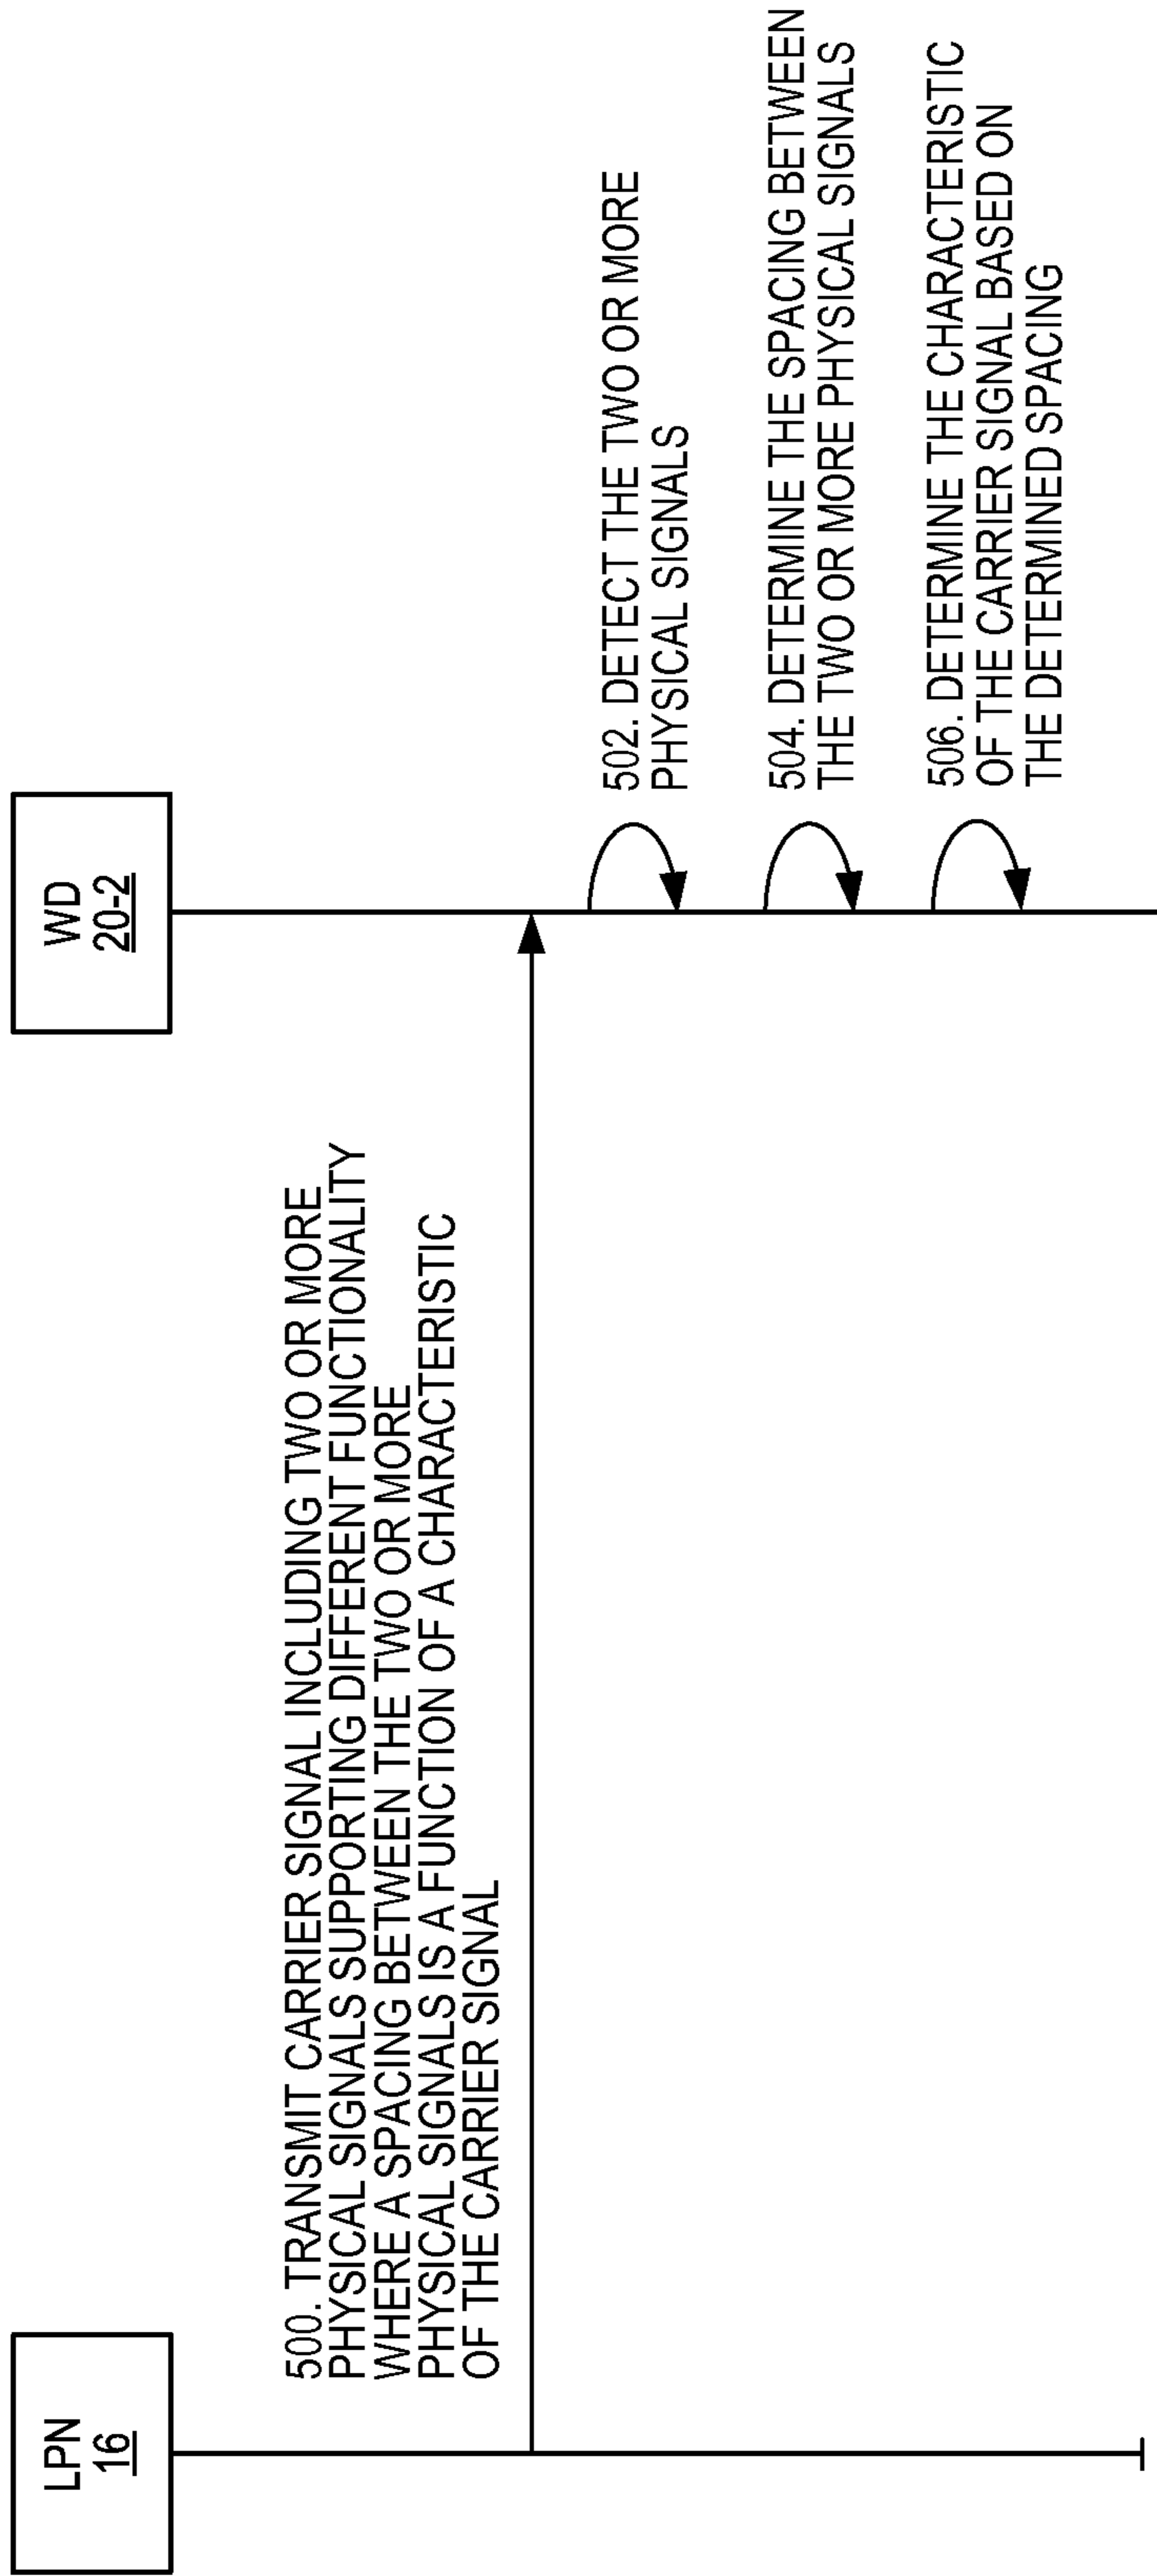 LPN
16
WD
20-2
500. TRANSMIT CARRIER SIGNAL INCLUDING TWO OR MORE
PHYSICAL SIGNALS SUPPORTING DIFFERENT FUNCTIONALITY
WHERE A SPACING BETWEEN THE TWO OR MORE
PHYSICAL SIGNALS IS A FUNCTION OF A CHARACTERISTIC
OF THE CARRIER SIGNAL
502. DETECT THE TWO OR MORE
PHYSICAL SIGNALS
504. DETERMINE THE SPACING BETWEEN
THE TWO OR MORE PHYSICAL SIGNALS
506. DETERMINE THE CHARACTERISTIC
OF THE CARRIER SIGNAL BASED ON
THE DETERMINED SPACING